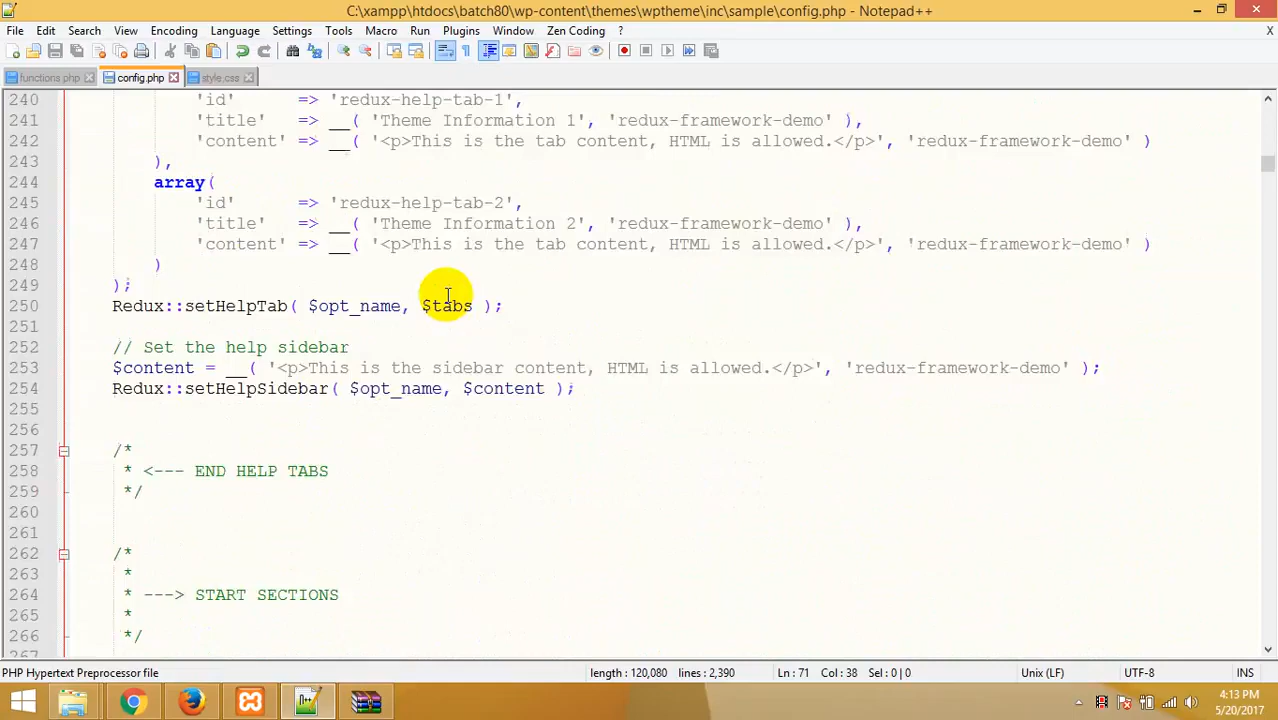 C:\xampp\htdocs\batch80\wp-content\themes\wptheme\inc\sample\config.php - Notepad++
File Edit Search View Encoding Language Settings Tools Macro Run Plugins Window Zen Coding ? X
functions.php config.php style.css
240 'id' => 'redux-help-tab-1',
241 'title' => __( 'Theme Information 1', 'redux-framework-demo' ),
242 'content' => __( '<p>This is the tab content, HTML is allowed.</p>', 'redux-framework-demo' )
243 ),
244 array(
245 'id' => 'redux-help-tab-2',
246 'title' => __( 'Theme Information 2', 'redux-framework-demo' ),
247 'content' => __( '<p>This is the tab content, HTML is allowed.</p>', 'redux-framework-demo' )
248 )
249 );
250 Redux::setHelpTab( $opt_name, $tabs );
251
252 // Set the help sidebar
253 $content = __( '<p>This is the sidebar content, HTML is allowed.</p>', 'redux-framework-demo' );
254 Redux::setHelpSidebar( $opt_name, $content );
255
256
257 /*
258 * <--- END HELP TABS
259 */
260
261
262 /*
263 *
264 * ---> START SECTIONS
265 *
266 */
267
PHP Hypertext Preprocessor file length : 120,080 lines : 2,390 Ln : 71 Col : 38 Sel : 0 | 0 Unix (LF) UTF-8 INS
4:13 PM
5/20/2017